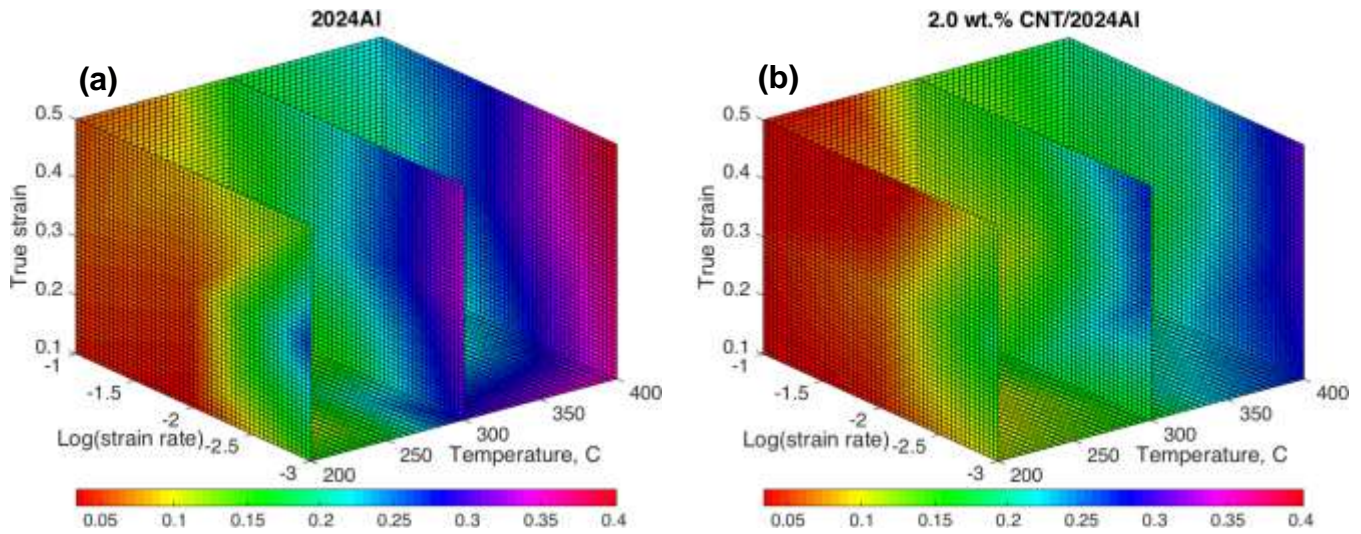 2024Al
(a)
0.5
0.4
0.3
0.2
0.1
True strain
-1
-1.5
-2
-2.5
-3
Log(strain rate)
200
250
300
350
400
Temperature, C
0.05 0.1 0.15 0.2 0.25 0.3 0.35 0.4
2.0 wt.% CNT/2024Al
(b)
0.5
0.4
0.3
0.2
0.1
True strain
-1
-1.5
-2
-2.5
-3
Log(strain rate)
200
250
300
350
400
Temperature, C
0.05 0.1 0.15 0.2 0.25 0.3 0.35 0.4